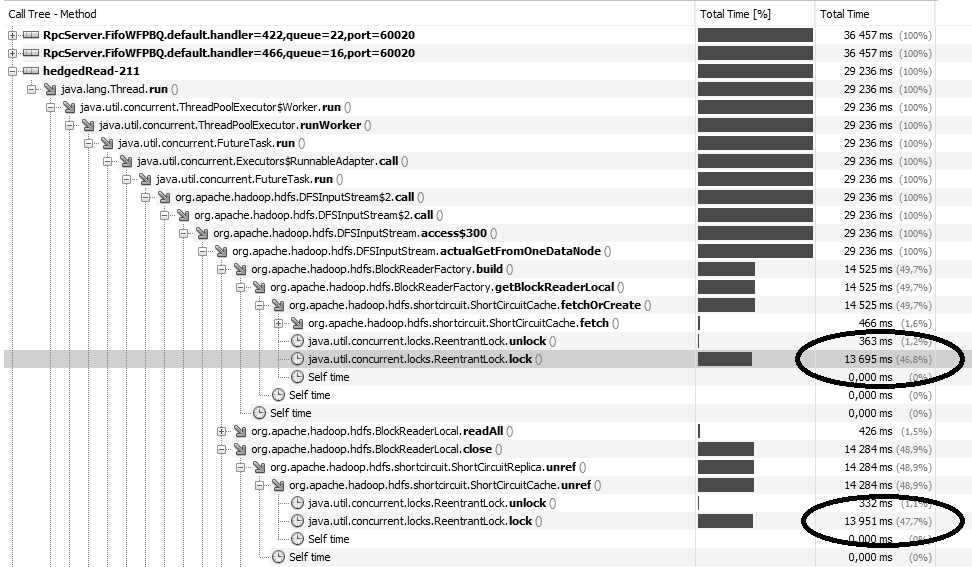 Call Tree - Method Total Time [%] Total Time
RpcServer.FifoWFPBQ.default.handler=422,queue=22,port=60020 36 457 ms (100%)
RpcServer.FifoWFPBQ.default.handler=466,queue=16,port=60020 36 457 ms (100%)
hedgedRead-211 29 236 ms (100%)
java.lang.Thread.run () 29 236 ms (100%)
java.util.concurrent.ThreadPoolExecutor$Worker.run () 29 236 ms (100%)
java.util.concurrent.ThreadPoolExecutor.runWorker () 29 236 ms (100%)
java.util.concurrent.FutureTask.run () 29 236 ms (100%)
java.util.concurrent.Executors$RunnableAdapter.call () 29 236 ms (100%)
java.util.concurrent.FutureTask.run () 29 236 ms (100%)
org.apache.hadoop.hdfs.DFSInputStream$2.call () 29 236 ms (100%)
org.apache.hadoop.hdfs.DFSInputStream$2.call () 29 236 ms (100%)
org.apache.hadoop.hdfs.DFSInputStream.access$300 () 29 236 ms (100%)
org.apache.hadoop.hdfs.DFSInputStream.actualGetFromOneDataNode () 29 236 ms (100%)
org.apache.hadoop.hdfs.BlockReaderFactory.build () 14 525 ms (49,7%)
org.apache.hadoop.hdfs.BlockReaderFactory.getBlockReaderLocal () 14 525 ms (49,7%)
org.apache.hadoop.hdfs.shortcircuit.ShortCircuitCache.fetchOrCreate () 14 525 ms (49,7%)
org.apache.hadoop.hdfs.shortcircuit.ShortCircuitCache.fetch () 466 ms (1,6%)
java.util.concurrent.locks.ReentrantLock.unlock () 363 ms (1,2%)
java.util.concurrent.locks.ReentrantLock.lock () 13 695 ms (46,8%)
Self time 0,000 ms (0%)
Self time 0,000 ms (0%)
Self time 0,000 ms (0%)
org.apache.hadoop.hdfs.BlockReaderLocal.readAll () 426 ms (1,5%)
org.apache.hadoop.hdfs.BlockReaderLocal.close () 14 284 ms (48,9%)
org.apache.hadoop.hdfs.shortcircuit.ShortCircuitReplica.unref () 14 284 ms (48,9%)
org.apache.hadoop.hdfs.shortcircuit.ShortCircuitCache.unref () 14 284 ms (48,9%)
java.util.concurrent.locks.ReentrantLock.unlock () 332 ms (1,1%)
java.util.concurrent.locks.ReentrantLock.lock () 13 951 ms (47,7%)
Self time 0,000 ms (0%)
Self time 0,000 ms (0%)